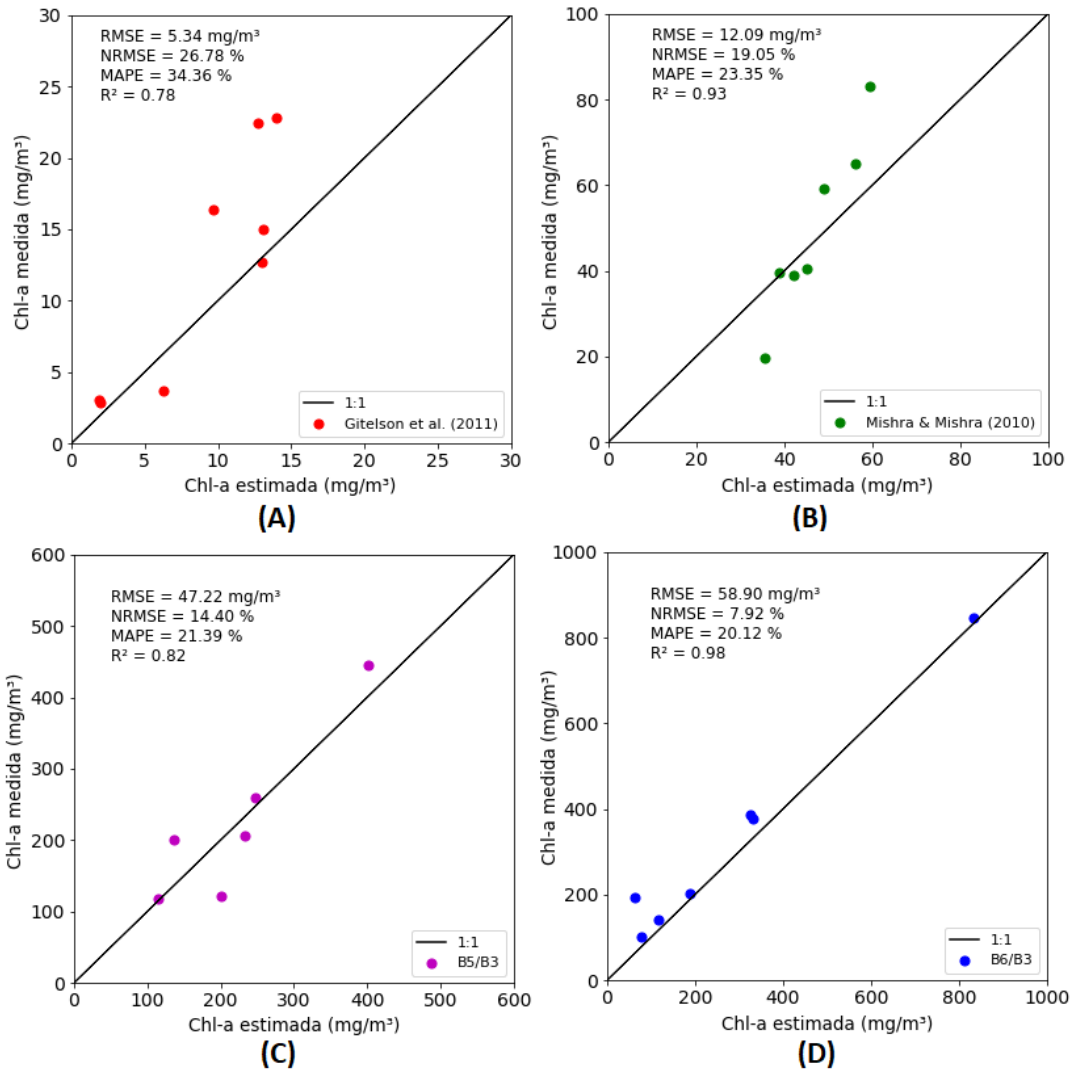 RMSE = 5.34 mg/m³
NRMSE = 26.78 %
MAPE = 34.36 %
R² = 0.78
30
25
20
15
10
5
0
Chl-a medida (mg/m³)
1:1
Gitelson et al. (2011)
0 5 10 15 20 25 30
Chl-a estimada (mg/m³)
(A)
RMSE = 12.09 mg/m³
NRMSE = 19.05 %
MAPE = 23.35 %
R² = 0.93
100
80
60
40
20
0
Chl-a medida (mg/m³)
1:1
Mishra & Mishra (2010)
0 20 40 60 80 100
Chl-a estimada (mg/m³)
(B)
RMSE = 47.22 mg/m³
NRMSE = 14.40 %
MAPE = 21.39 %
R² = 0.82
600
500
400
300
200
100
0
Chl-a medida (mg/m³)
1:1
B5/B3
0 100 200 300 400 500 600
Chl-a estimada (mg/m³)
(C)
RMSE = 58.90 mg/m³
NRMSE = 7.92 %
MAPE = 20.12 %
R² = 0.98
1000
800
600
400
200
0
Chl-a medida (mg/m³)
1:1
B6/B3
0 200 400 600 800 1000
Chl-a estimada (mg/m³)
(D)